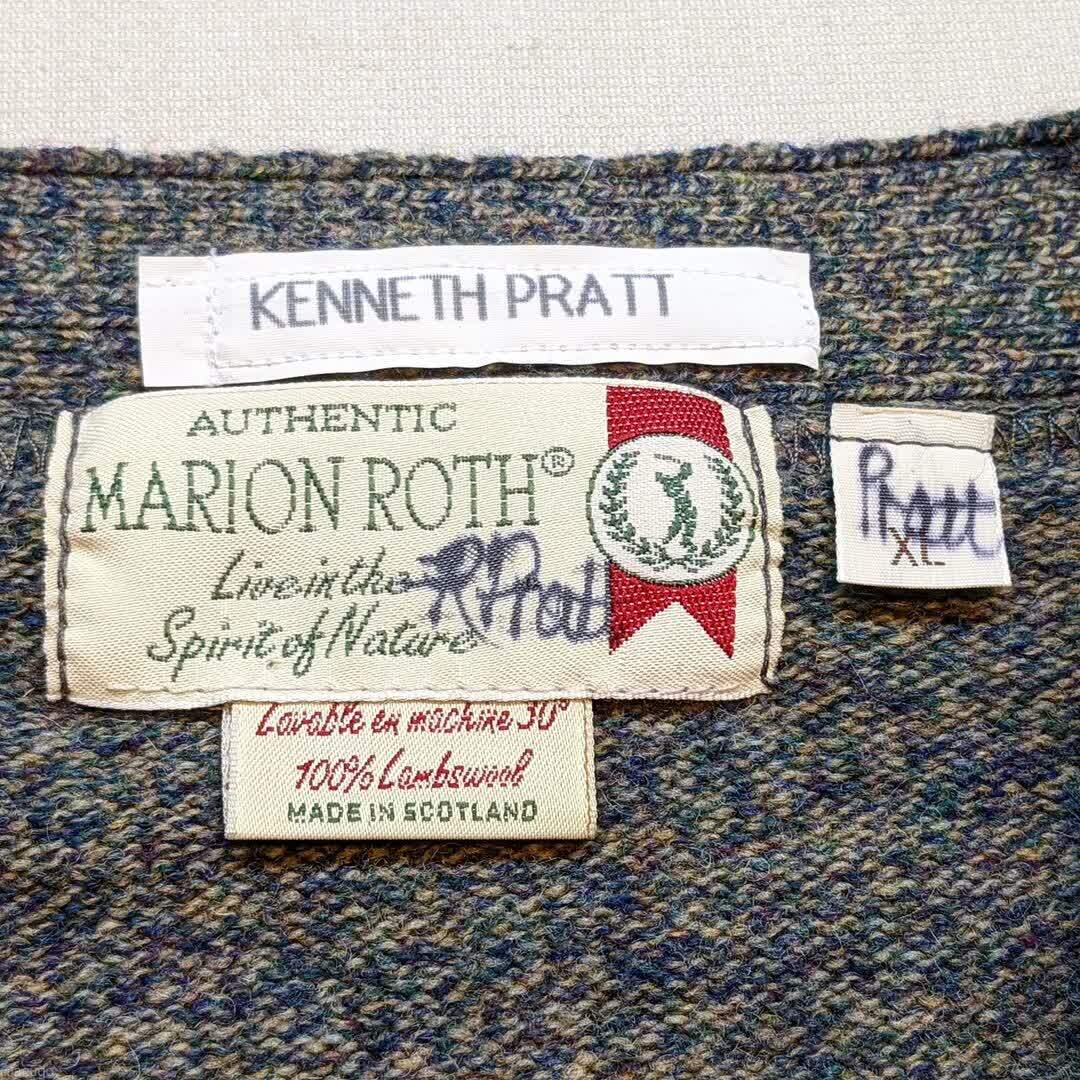 KENNETH PRATT
AUTHENTIC
MARION ROTH®
Live in the
Spirit of Nature
R Pratt
Pratt
XL
Lavable en machine 30°
100% Lambswool
MADE IN SCOTLAND